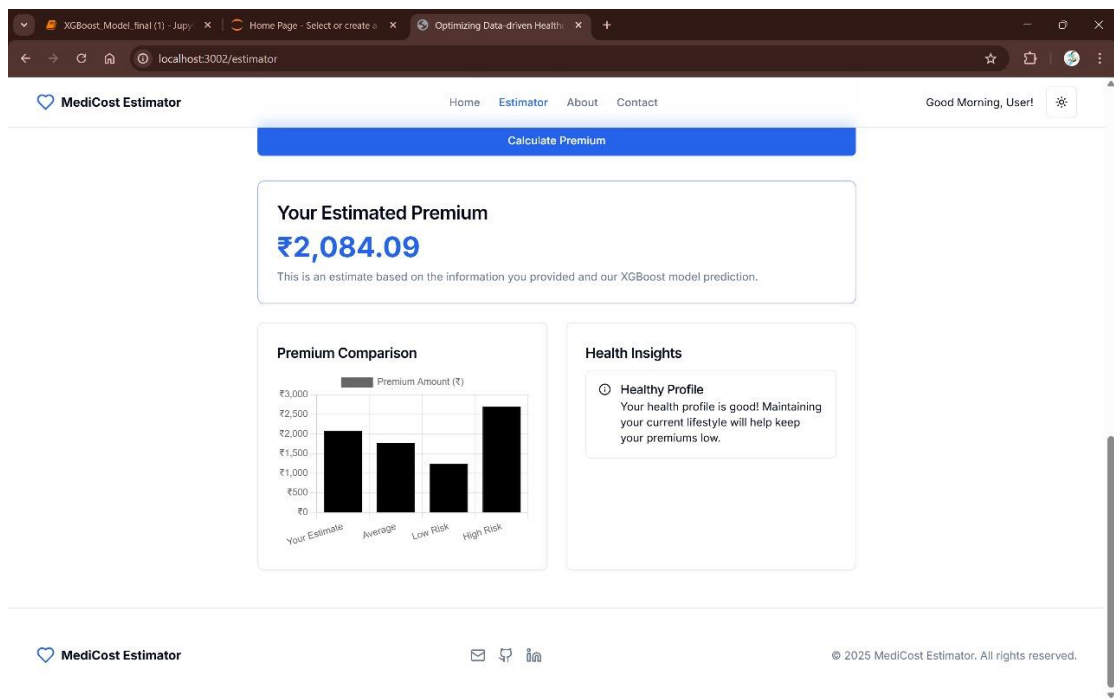 XGBoost_Model_final (1) - Jupy
Home Page - Select or create a
Optimizing Data-driven Health
localhost:3002/estimator
MediCost Estimator
Home
Estimator
About
Contact
Good Morning, User!
Calculate Premium
Your Estimated Premium
₹2,084.09
This is an estimate based on the information you provided and our XGBoost model prediction.
Premium Comparison
Premium Amount (₹)
₹3,000
₹2,500
₹2,000
₹1,500
₹1,000
₹500
₹0
Your Estimate
Average
Low Risk
High Risk
Health Insights
Healthy Profile
Your health profile is good! Maintaining
your current lifestyle will help keep
your premiums low.
MediCost Estimator
© 2025 MediCost Estimator. All rights reserved.